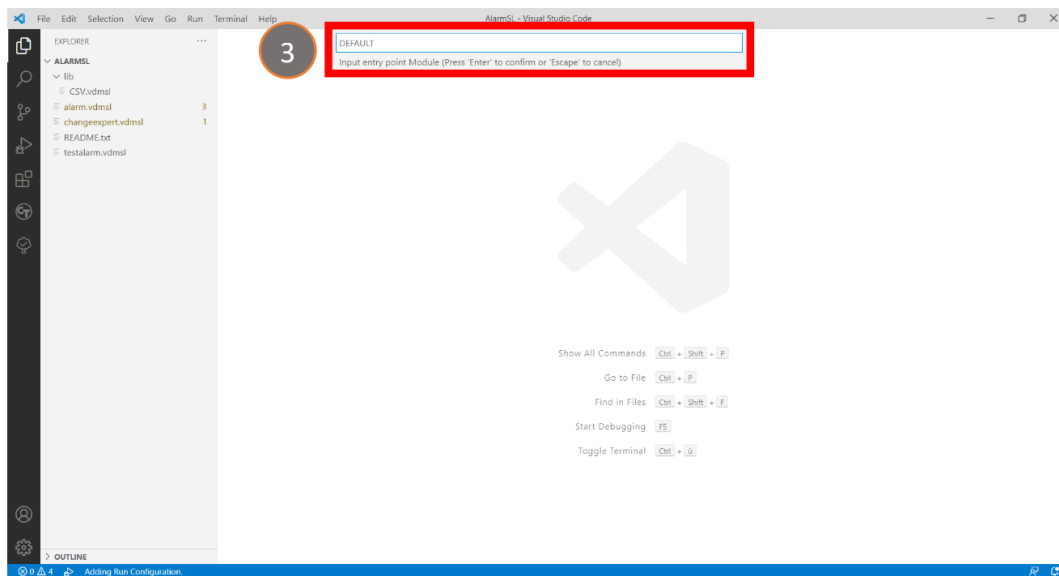 File Edit Selection View Go Run Terminal Help
AlarmSL - Visual Studio Code
EXPLORER
3
DEFAULT
Input entry point Module (Press 'Enter' to confirm or 'Escape' to cancel)
ALARMSL
lib
CSV.vdmsl
alarm.vdmsl 3
changeexpert.vdmsl 1
README.txt
testalarm.vdmsl
CT
Show All Commands Ctrl + Shift + P
Go to File Ctrl + P
Find in Files Ctrl + Shift + F
Start Debugging F5
Toggle Terminal Ctrl + ù
OUTLINE
0 4 Adding Run Configuration.